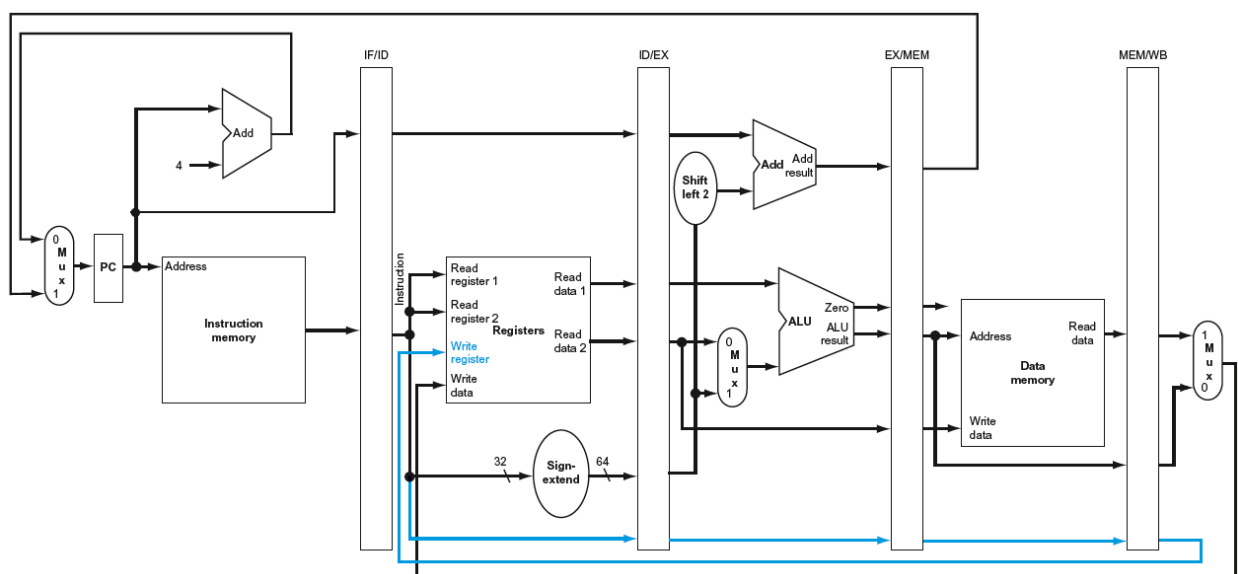 IF/ID
ID/EX
EX/MEM
MEM/WB
Add
4
Add
Add
result
Shift
left 2
0
M
u
x
1
PC
Address
Instruction
memory
Instruction
Read
register 1
Read
register 2
Write
register
Write
data
Registers
Read
data 1
Read
data 2
0
M
u
x
1
Zero
ALU
ALU
result
Address
Read
data
Data
memory
Write
data
1
M
u
x
0
32
Sign-
extend
64